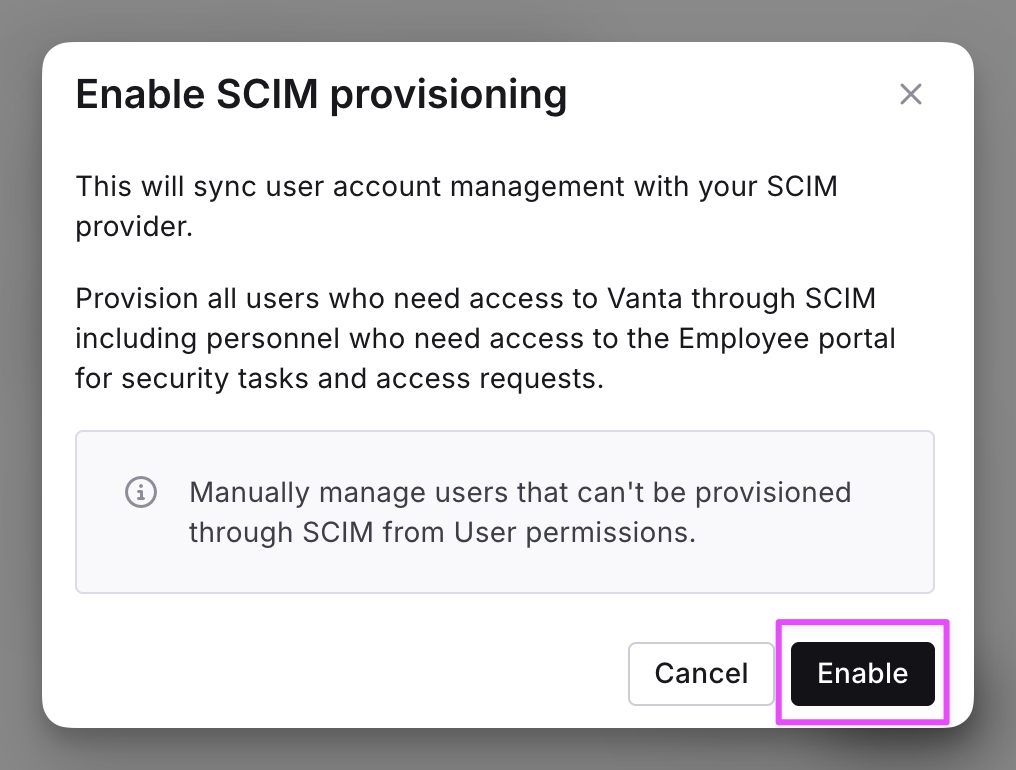 Enable SCIM provisioning
This will sync user account management with your SCIM
provider.
Provision all users who need access to Vanta through SCIM
including personnel who need access to the Employee portal
for security tasks and access requests.
Manually manage users that can't be provisioned
through SCIM from User permissions.
Cancel
Enable